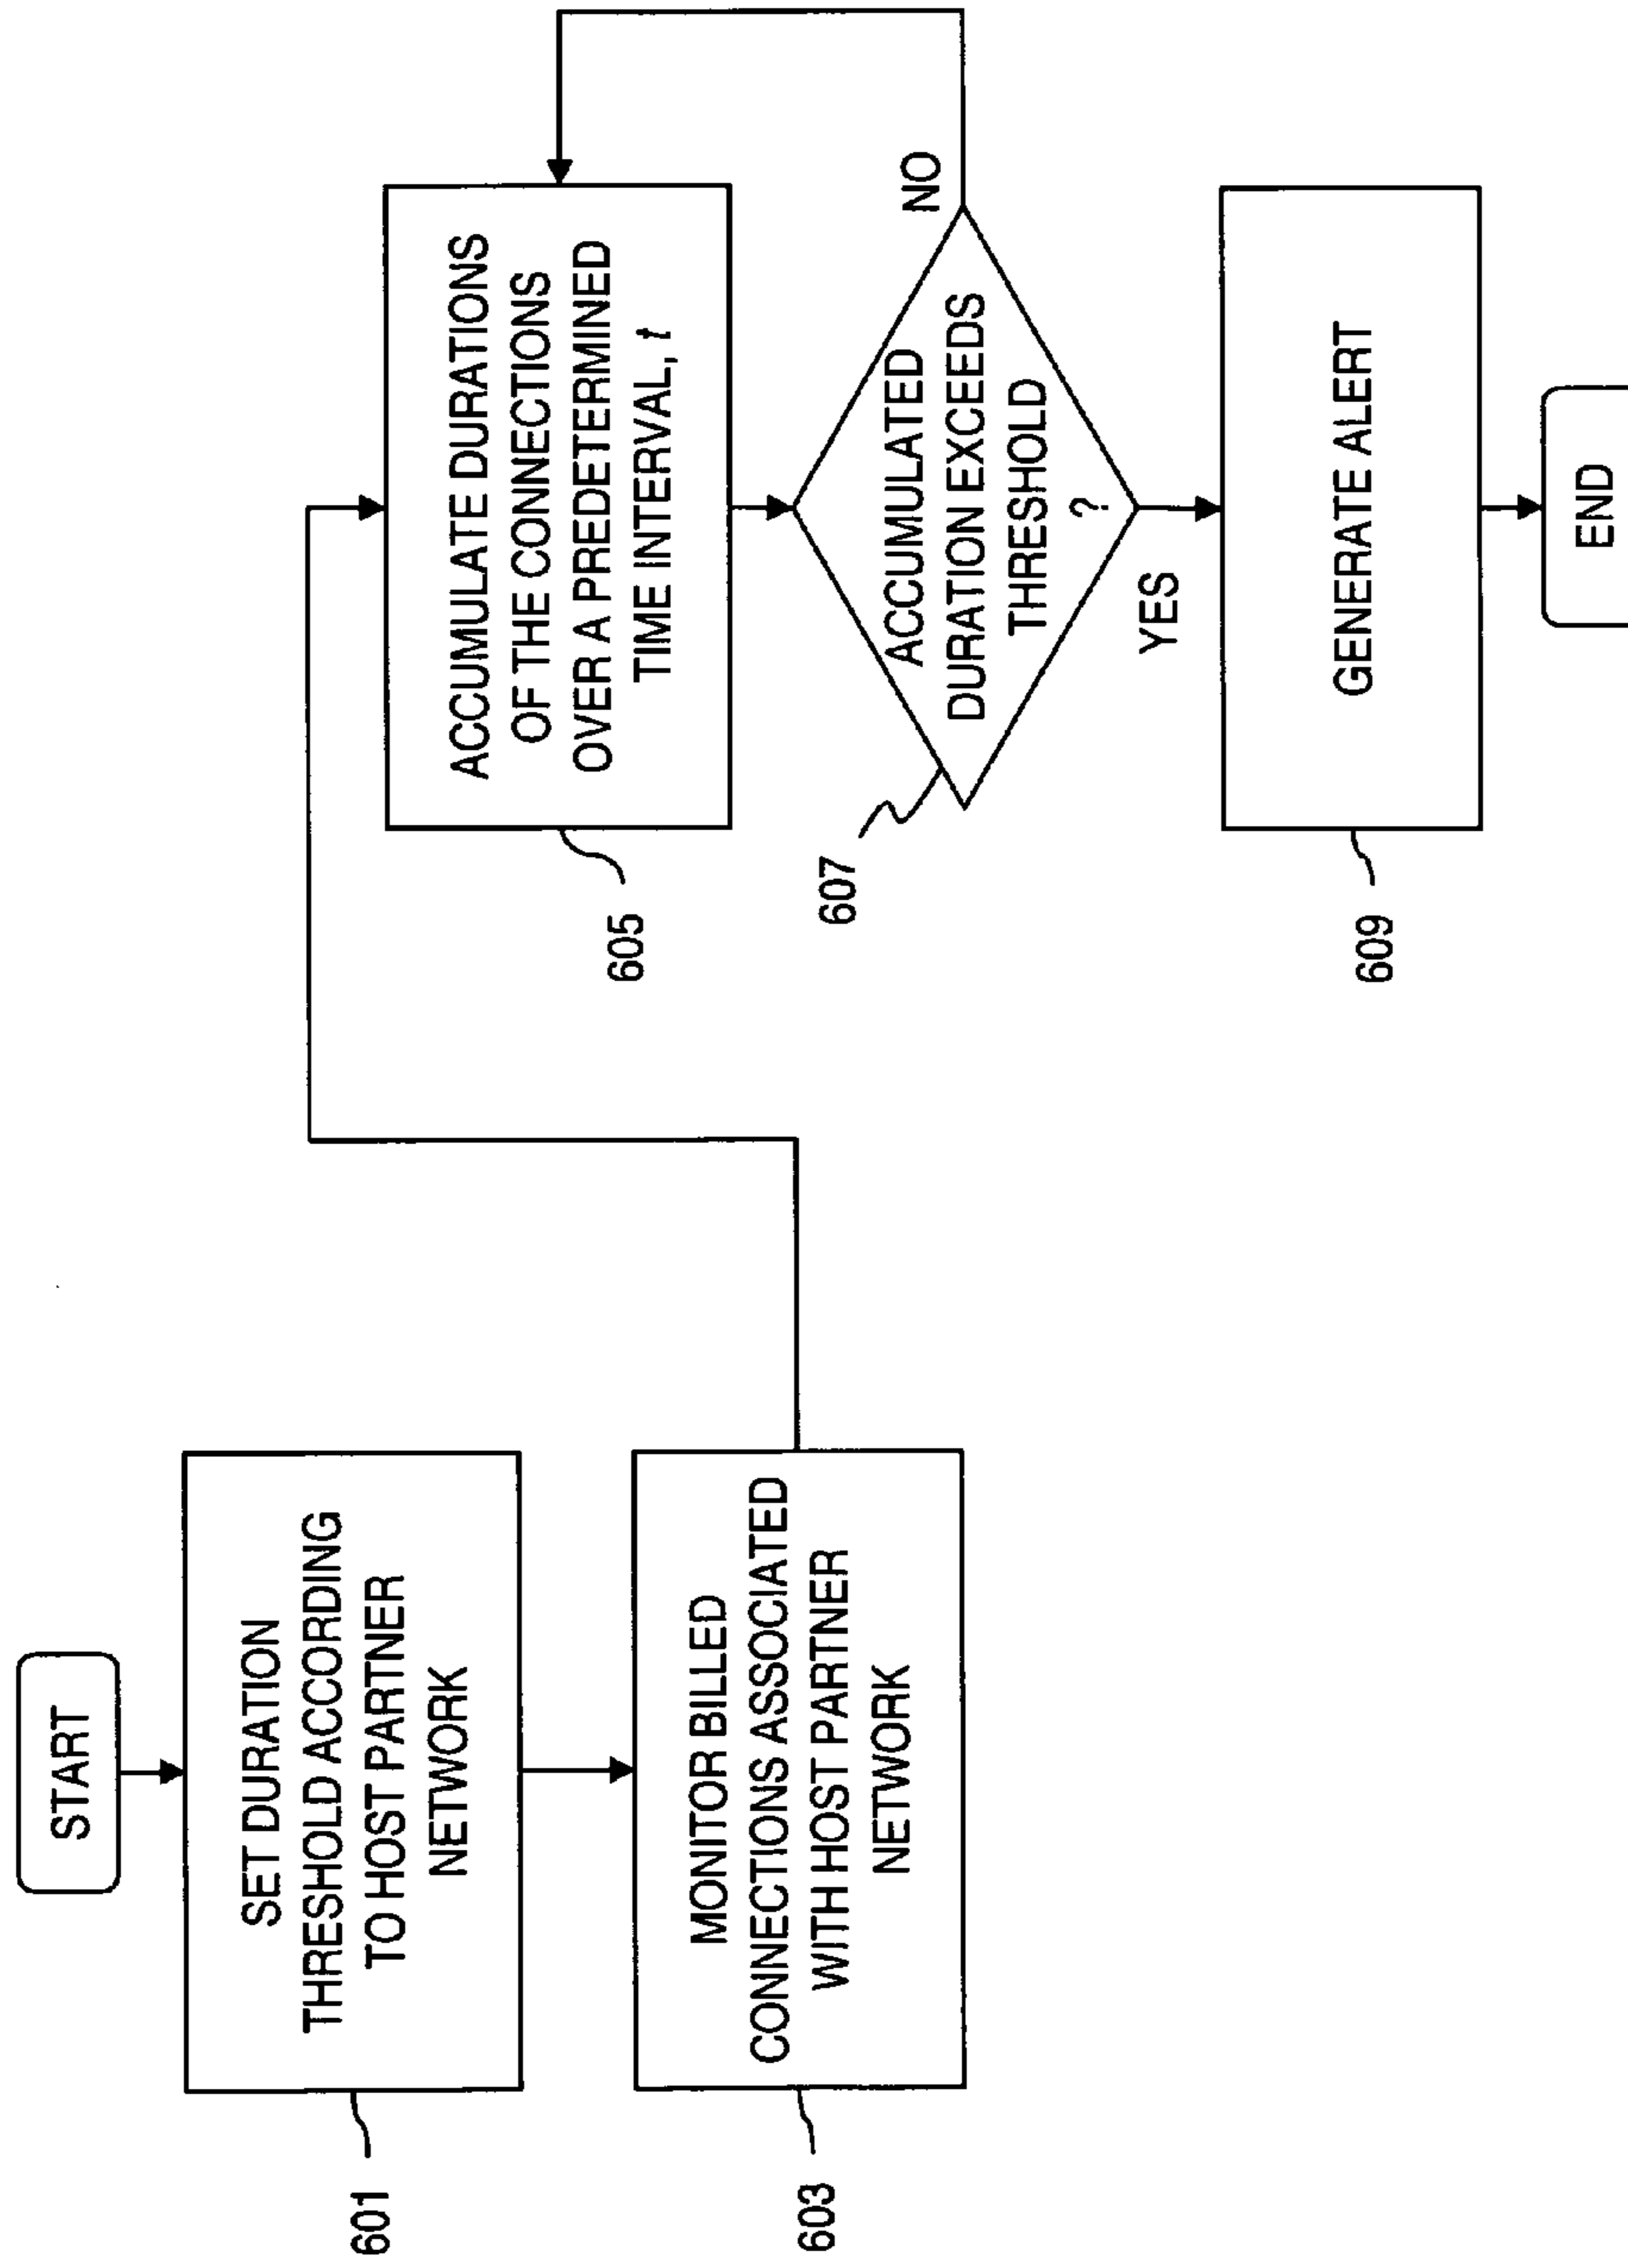 START
SET DURATION
THRESHOLD ACCORDING
TO HOST PARTNER
NETWORK
601
MONITOR BILLED
CONNECTIONS ASSOCIATED
WITH HOST PARTNER
NETWORK
603
ACCUMULATE DURATIONS
OF THE CONNECTIONS
OVER A PREDETERMINED
TIME INTERVAL, t
605
ACCUMULATED
DURATION EXCEEDS
THRESHOLD
?
607
NO
YES
GENERATE ALERT
609
END